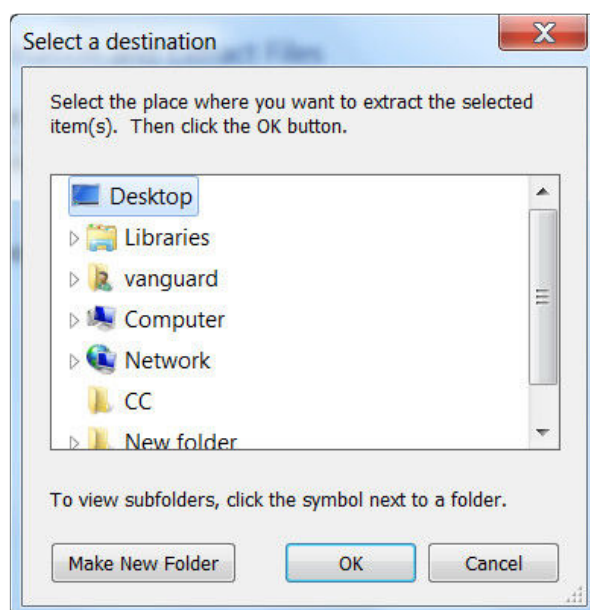 Select a destination
Select the place where you want to extract the selected
item(s).  Then click the OK button.
Desktop
Libraries
vanguard
Computer
Network
CC
New folder
To view subfolders, click the symbol next to a folder.
Make New Folder
OK
Cancel